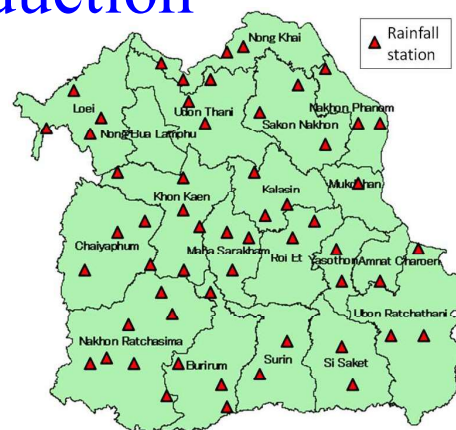 duction
Rainfall
station
Nong Khai
Loei
Udon Thani
Nakhon Phanom
Nong Bua Lamphu
Sakon Nakhon
Mukdahan
Khon Kaen
Kalasin
Chaiyaphum
Maha Sarakham
Roi Et
Yasothon
Amnat Charoen
Ubon Ratchathani
Nakhon Ratchasima
Burirum
Surin
Si Saket